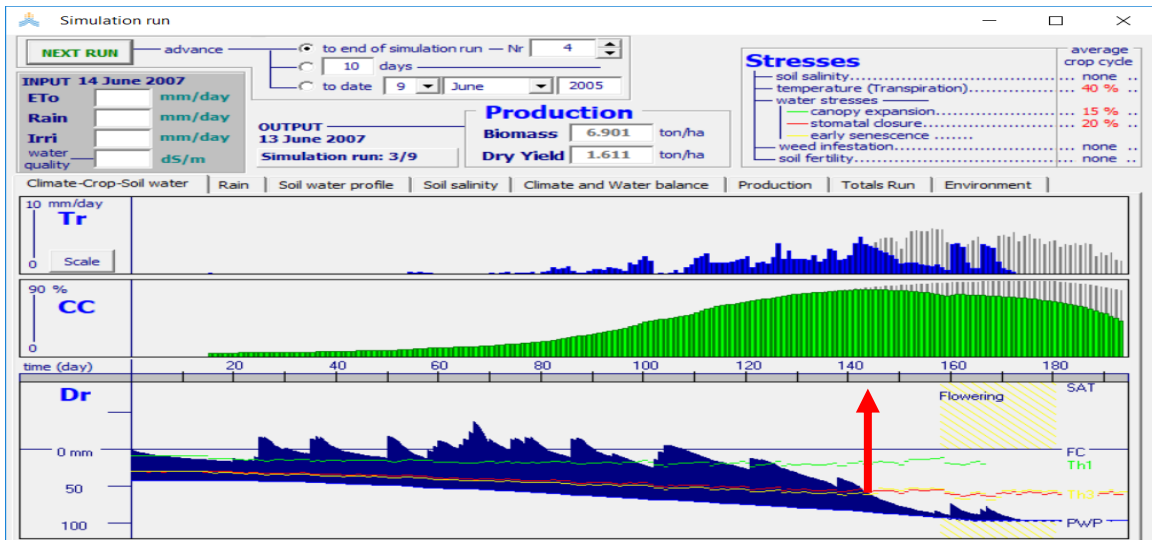 Simulation run
NEXT RUN
advance
to end of simulation run — Nr 4
10 days
to date 9 June 2005
INPUT 14 June 2007
ETo mm/day
Rain mm/day
Irri mm/day
water quality dS/m
OUTPUT
13 June 2007
Simulation run: 3/9
Production
Biomass 6.901 ton/ha
Dry Yield 1.611 ton/ha
Stresses
average
crop cycle
soil salinity none ..
temperature (Transpiration) 40 % ..
water stresses
canopy expansion 15 % ..
stomatal closure 20 % ..
early senescence .......
weed infestation none ..
soil fertility none ..
Climate-Crop-Soil water Rain Soil water profile Soil salinity Climate and Water balance Production Totals Run Environment
10 mm/day
Tr
0 Scale
90 %
CC
0
time (day) 20 40 60 80 100 120 140 160 180
Dr
Flowering
SAT
0 mm
FC
Th1
50
Th3
100
PWP